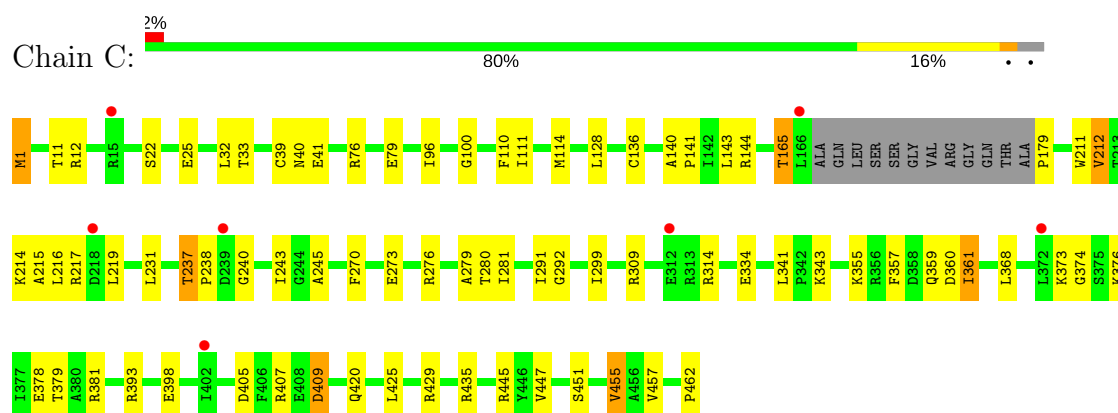 2%
Chain C:
80% 16% • •
M1 T11 R12 R15 S22 E25 L32 T33 C39 N40 E41 R76 E79 I96 G100 F110 I111 M114 L128 C136 A140 P141 I142 L143 R144 T165 L166 ALA GLN LEU SER SER GLY VAL ARG GLY GLN THR ALA P179 W211 V212 T213
K214 A215 L216 R217 D218 L219 L231 T237 P238 D239 G240 I243 G244 A245 F270 E273 R276 A279 T280 I281 I291 G292 I299 R309 E312 R313 R314 E334 L341 P342 K343 K355 R356 F357 D358 Q359 D360 I361 L368 L372 K373 G374 S375 K376
I377 E378 T379 A380 R381 R393 E398 I402 D405 F406 R407 E408 D409 Q420 L425 R429 R435 R445 Y446 V447 S451 V455 A456 V457 P462